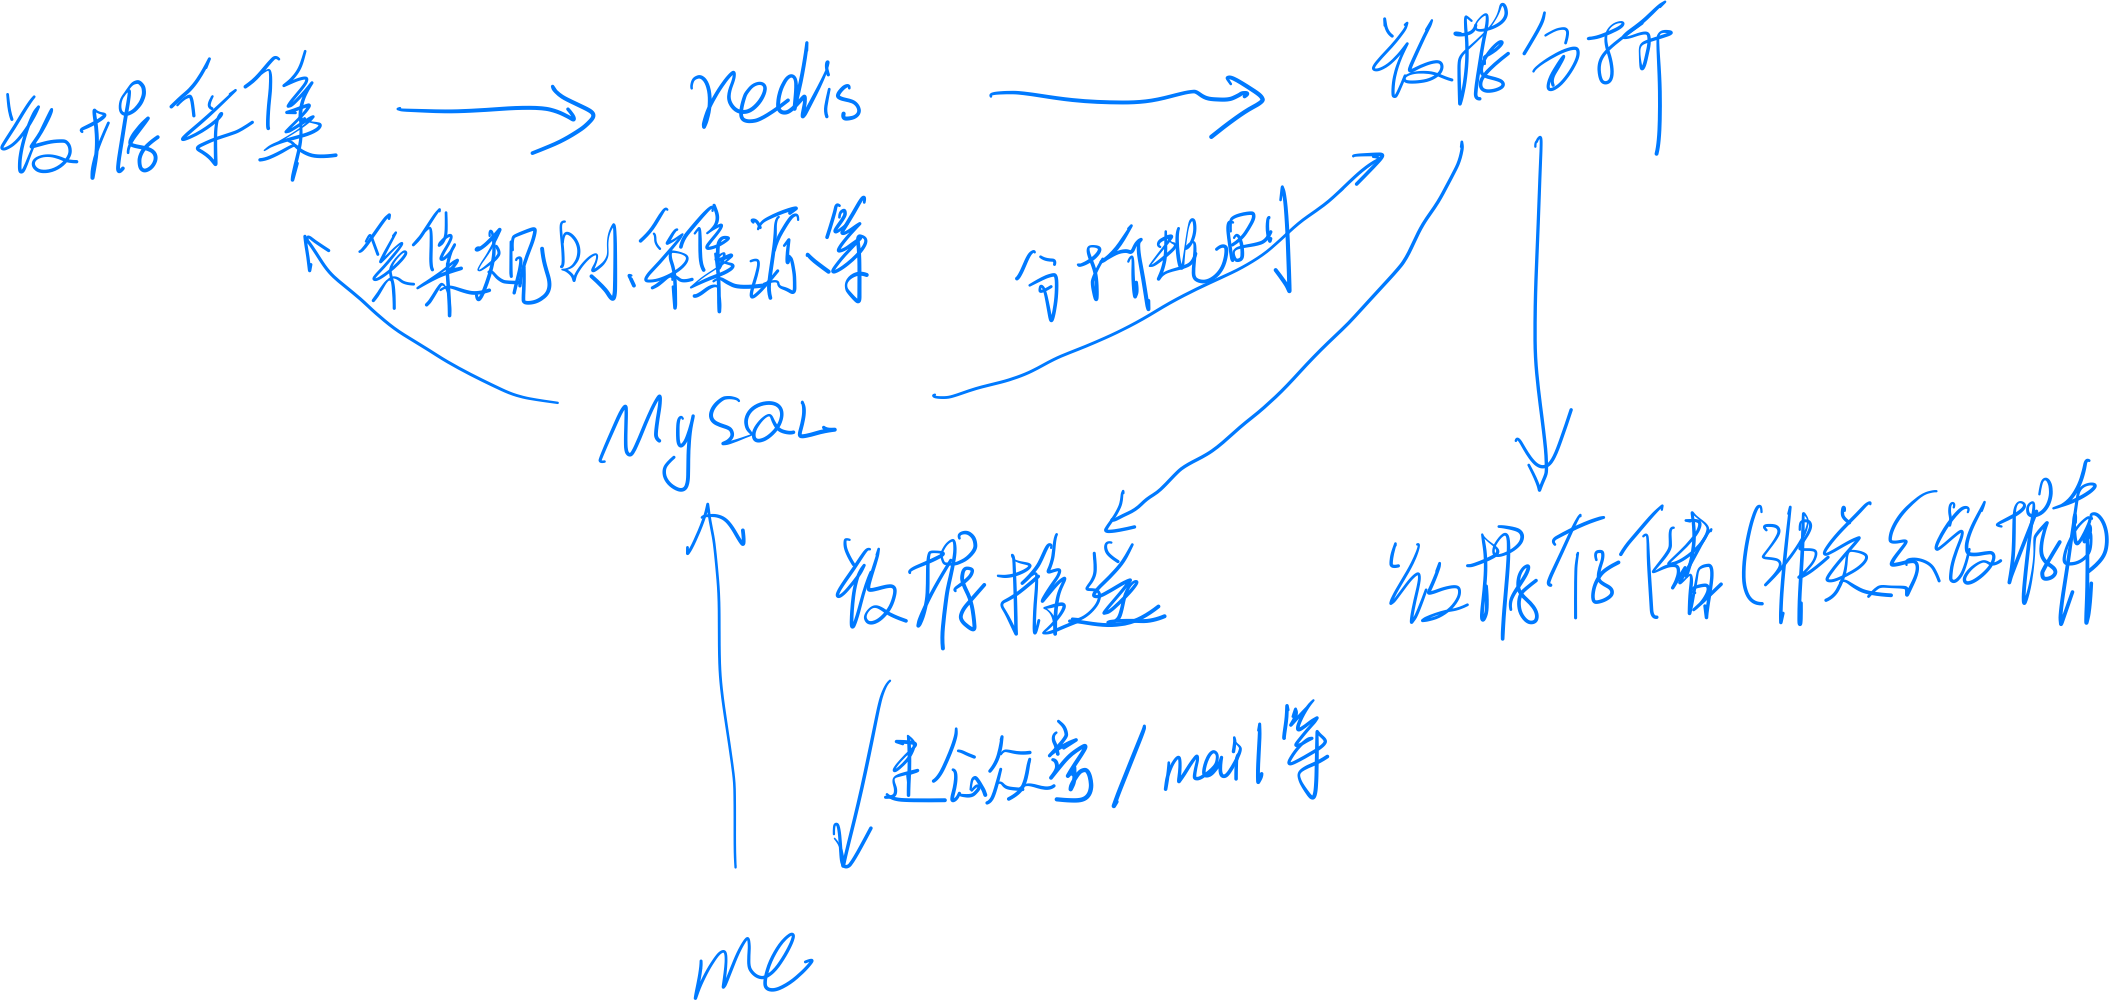 数据采集
redis
数据分析
采集规则、采集源等
分析规则
MySQL
数据推送
数据存储(非关系数据库)
走公众号/mail等
me